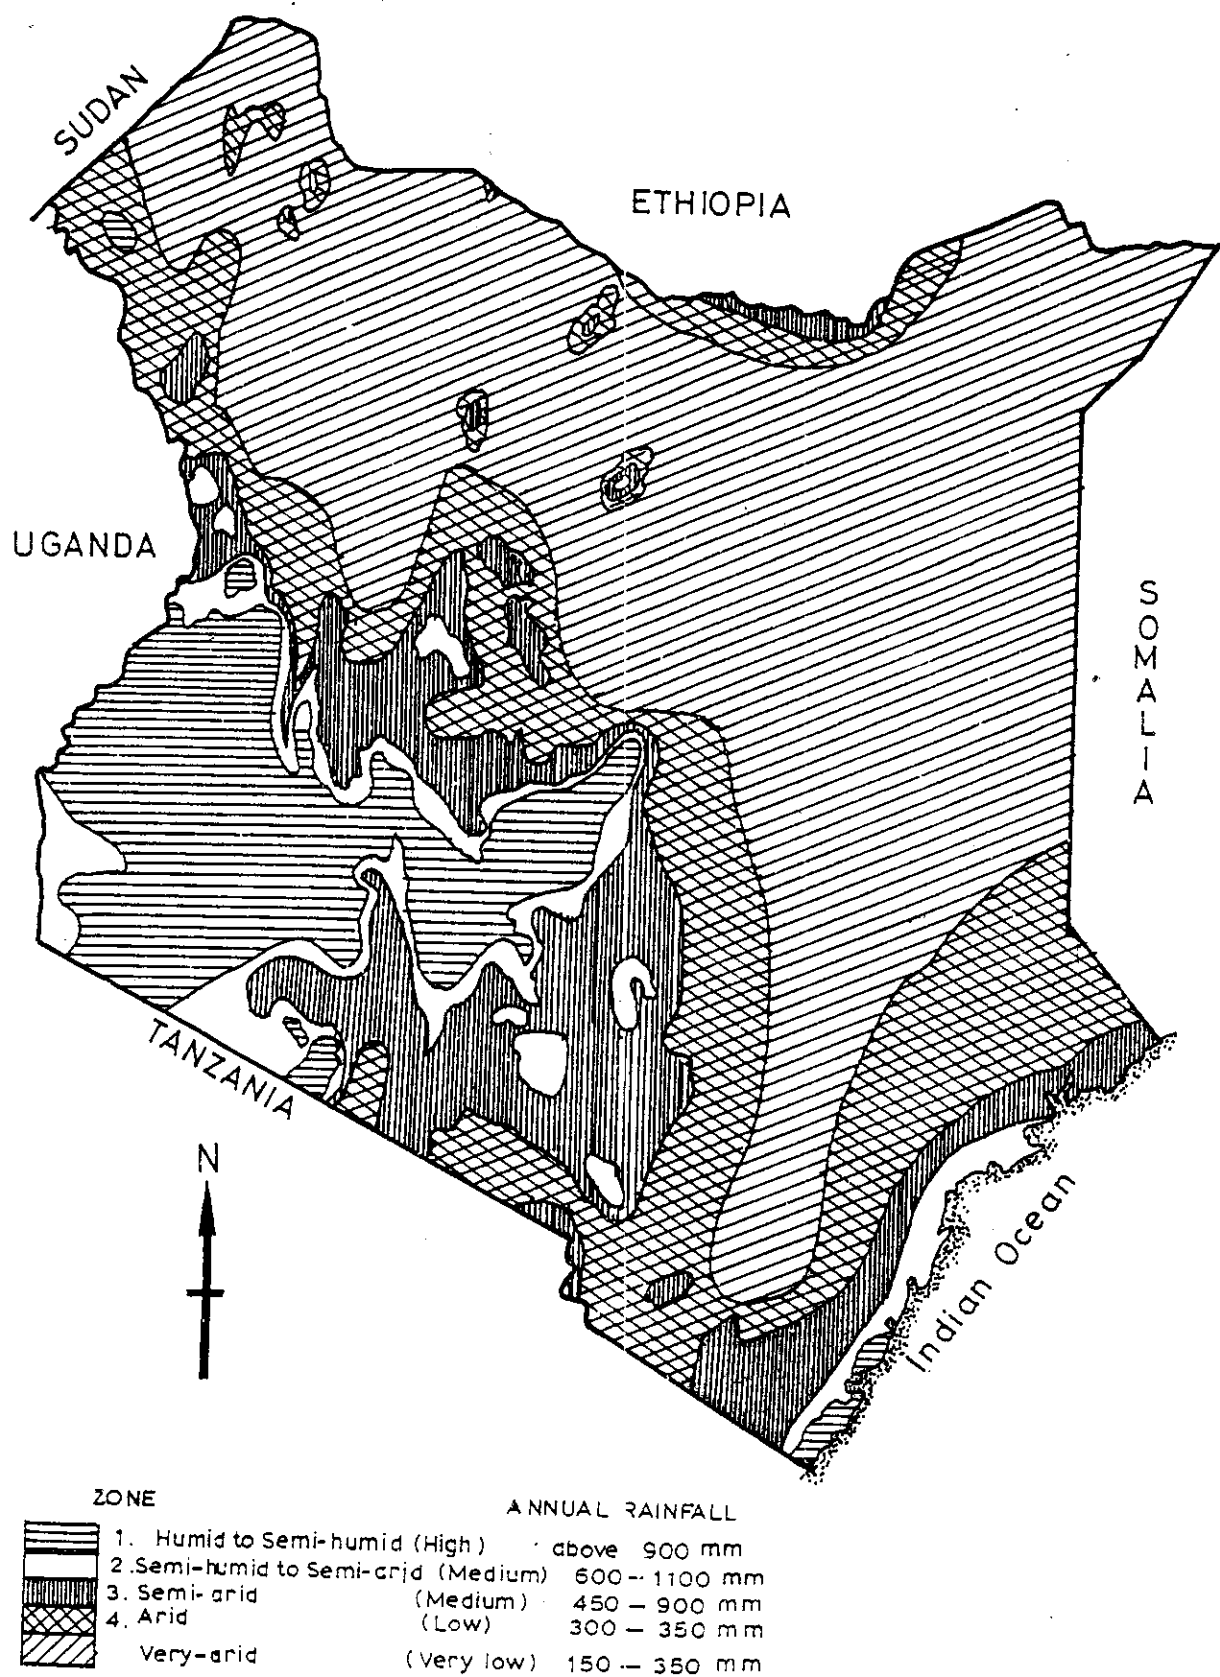 SUDAN
ETHIOPIA
UGANDA
SOMALIA
TANZANIA
N
Indian Ocean
ZONE ANNUAL RAINFALL
1. Humid to Semi-humid (High) above 900 mm
2. Semi-humid to Semi-arid (Medium) 600 - 1100 mm
3. Semi-arid (Medium) 450 - 900 mm
4. Arid (Low) 300 - 350 mm
Very-arid (Very low) 150 - 350 mm